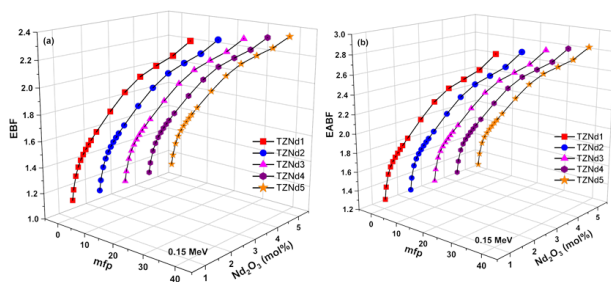 (a)
2.4
2.2
2.0
1.8
1.6
1.4
1.2
1.0
EBF
TZNd1
TZNd2
TZNd3
TZNd4
TZNd5
0.15 MeV
0
10
20
30
40
mfp
1
2
3
4
5
Nd₂O₃ (mol%)
(b)
3.0
2.8
2.6
2.4
2.2
2.0
1.8
1.6
1.4
1.2
EABF
TZNd1
TZNd2
TZNd3
TZNd4
TZNd5
0.15 MeV
0
10
20
30
40
mfp
1
2
3
4
5
Nd₂O₃ (mol%)